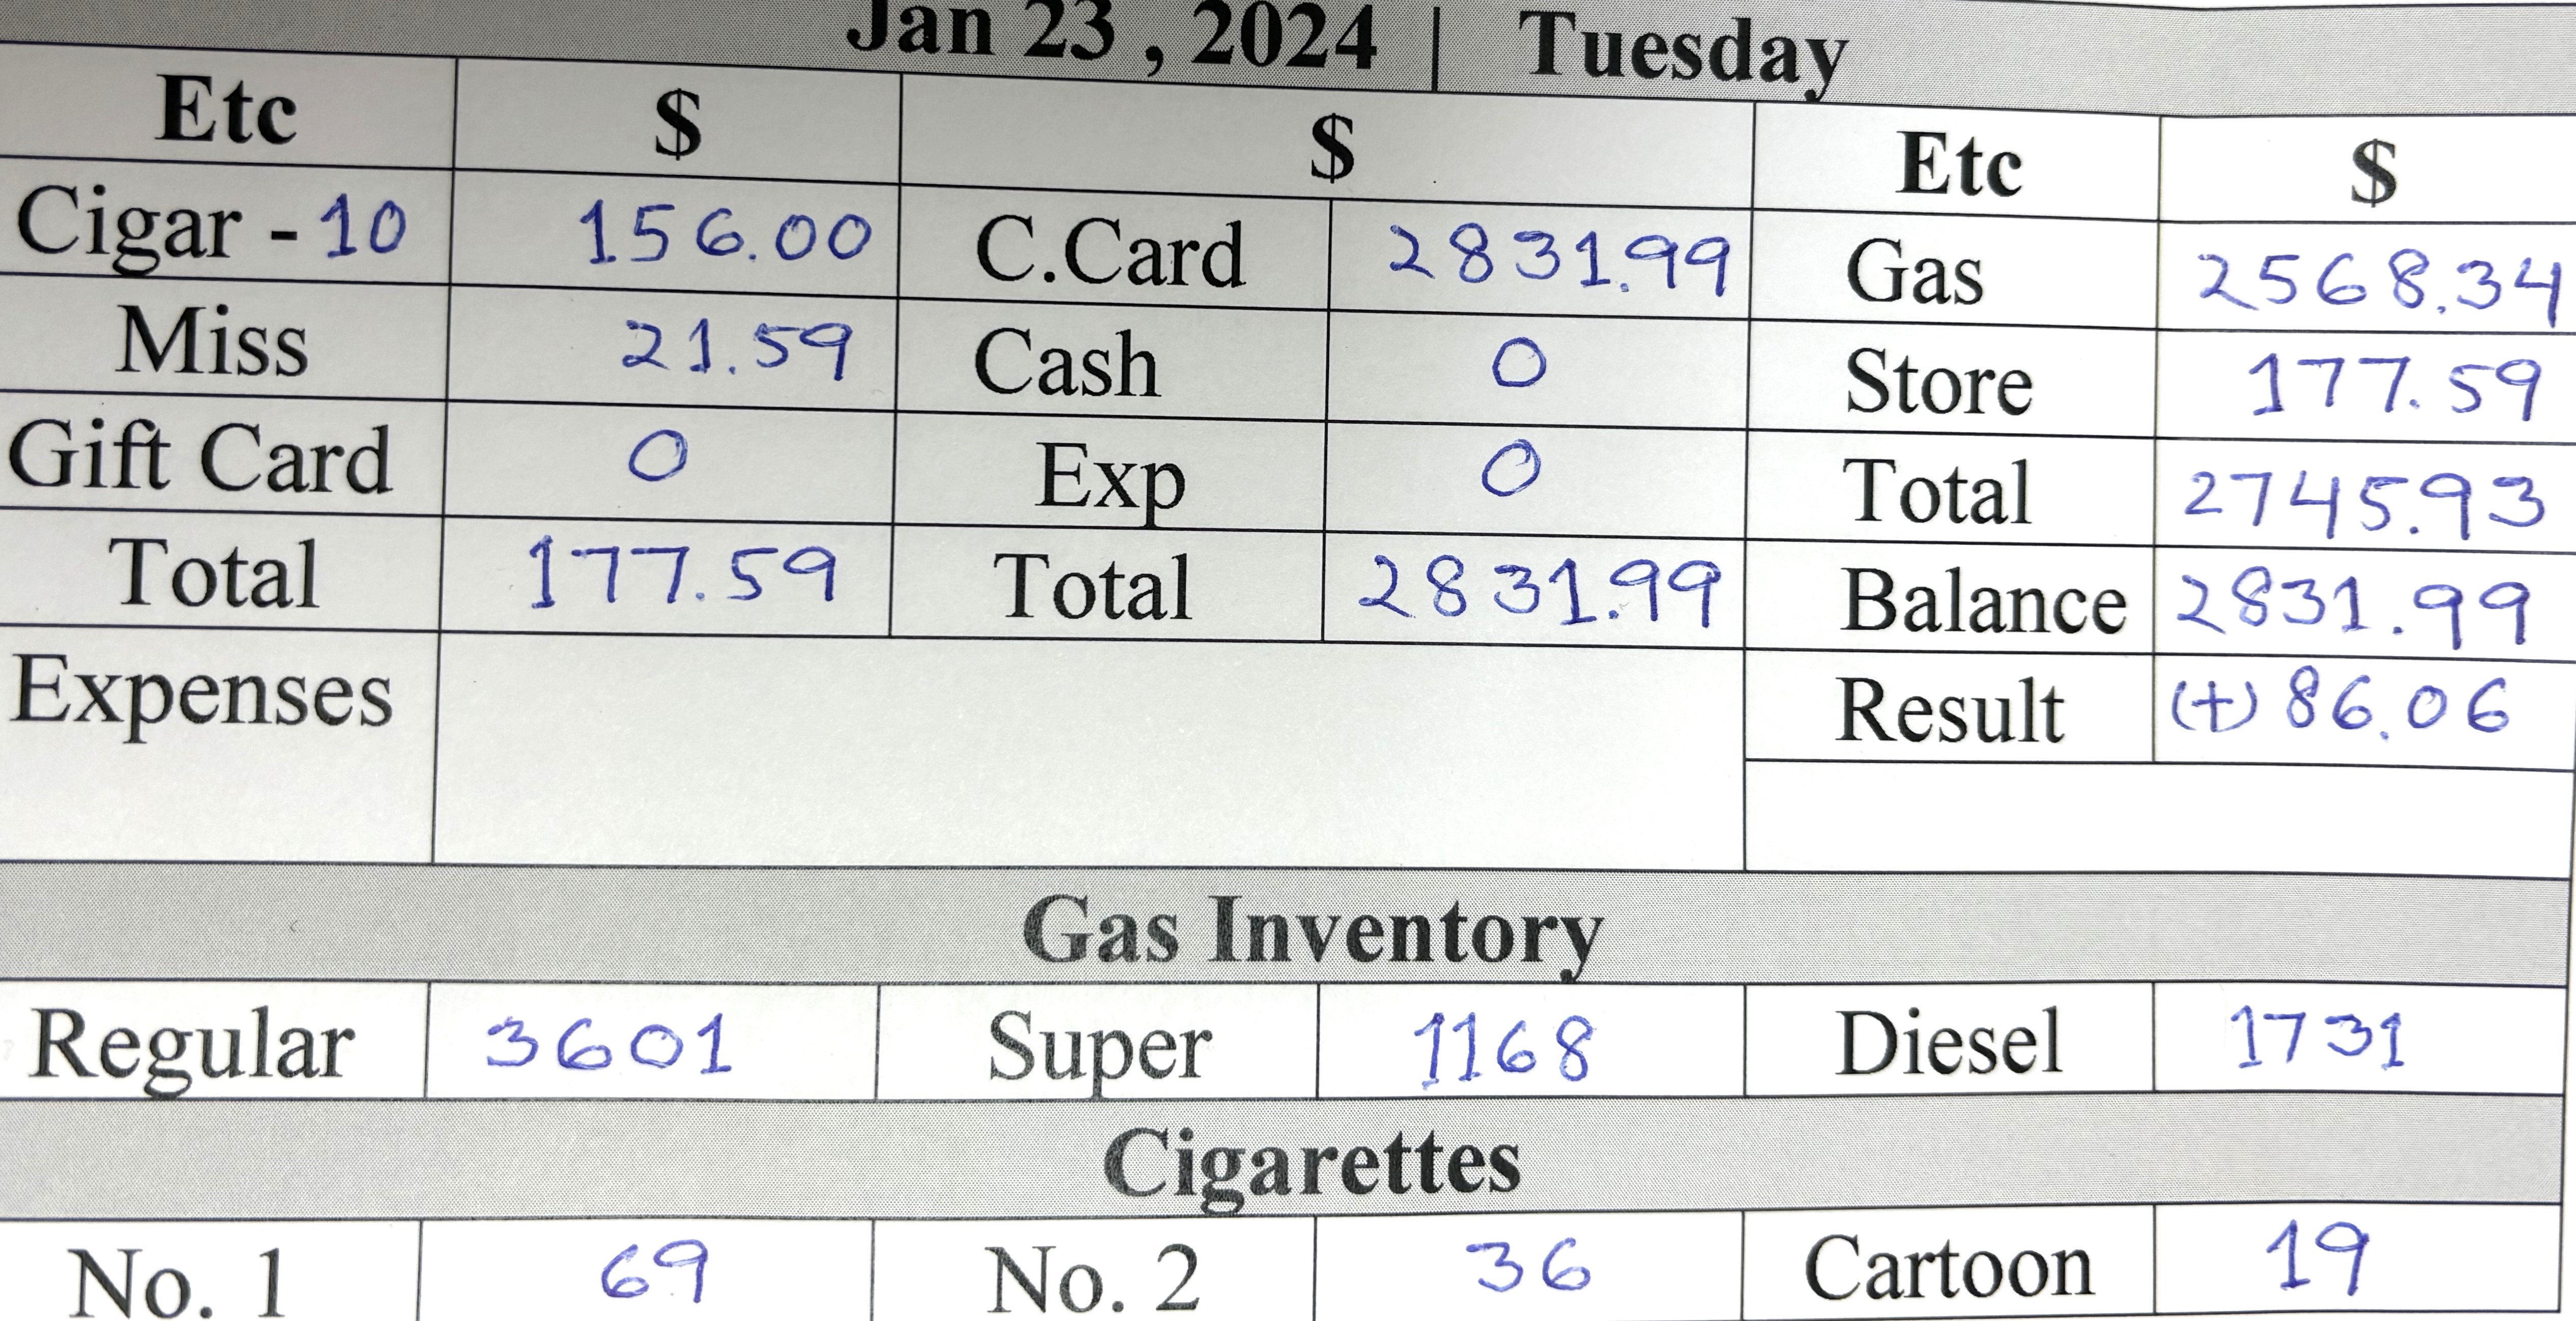 Jan 23 , 2024 | Tuesday
Etc $ $ Etc $
Cigar - 10 156.00 C.Card 2831.99 Gas 2568.34
Miss 21.59 Cash 0 Store 177.59
Gift Card 0 Exp 0 Total 2745.93
Total 177.59 Total 2831.99 Balance 2831.99
Expenses Result (+) 86.06
Gas Inventory
Regular 3601 Super 1168 Diesel 1731
Cigarettes
No. 1 69 No. 2 36 Cartoon 19